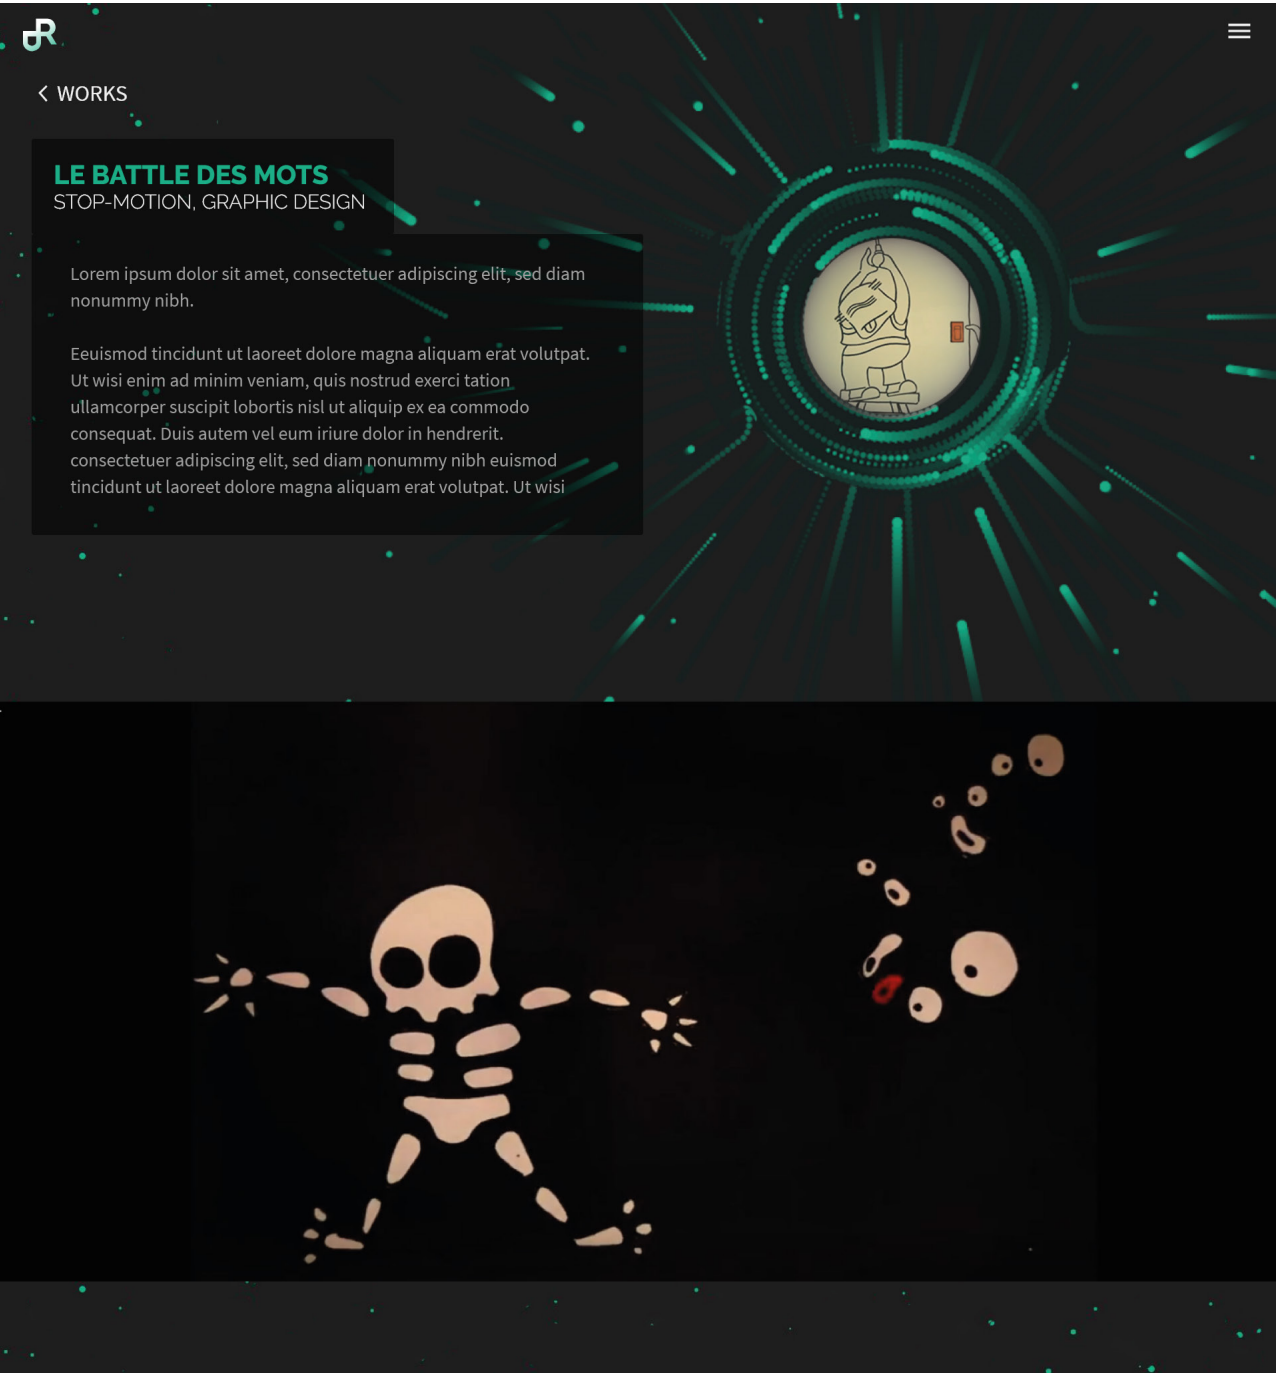 JR
WORKS
LE BATTLE DES MOTS
STOP-MOTION, GRAPHIC DESIGN
Lorem ipsum dolor sit amet, consectetuer adipiscing elit, sed diam
nonummy nibh.
Eeuismod tincidunt ut laoreet dolore magna aliquam erat volutpat.
Ut wisi enim ad minim veniam, quis nostrud exerci tation
ullamcorper suscipit lobortis nisl ut aliquip ex ea commodo
consequat. Duis autem vel eum iriure dolor in hendrerit.
consectetuer adipiscing elit, sed diam nonummy nibh euismod
tincidunt ut laoreet dolore magna aliquam erat volutpat. Ut wisi